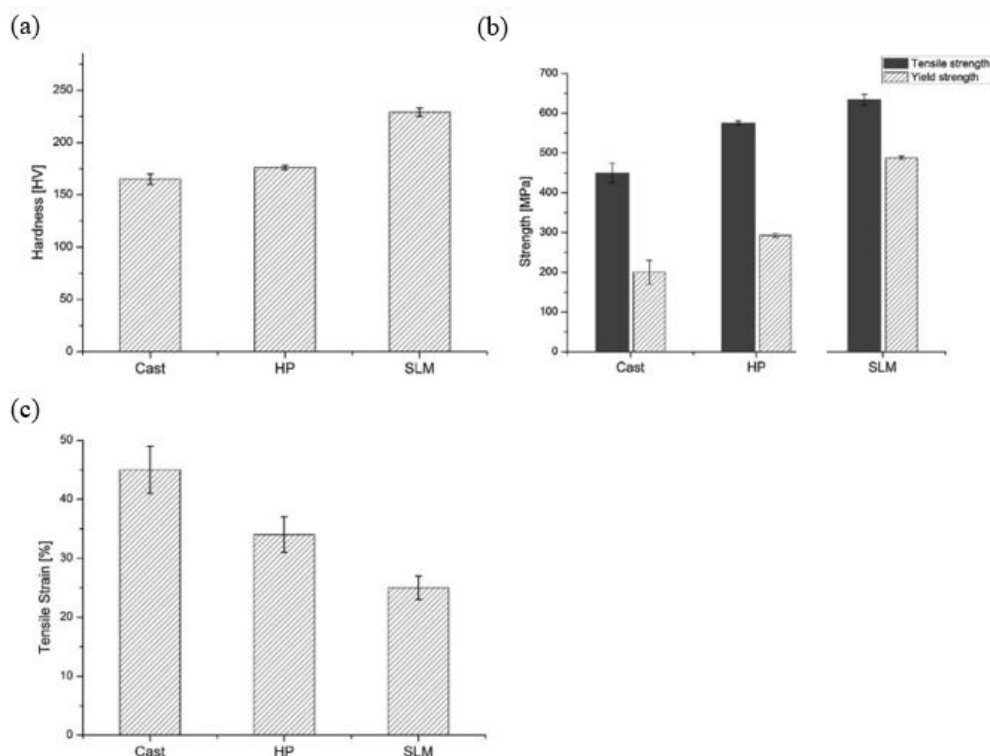 (a)
Hardness [HV]
250
200
150
100
50
0
Cast HP SLM
(b)
Tensile strength
Yield strength
Strength [MPa]
700
600
500
400
300
200
100
0
Cast HP SLM
(c)
Tensile Strain [%]
50
40
30
20
10
0
Cast HP SLM